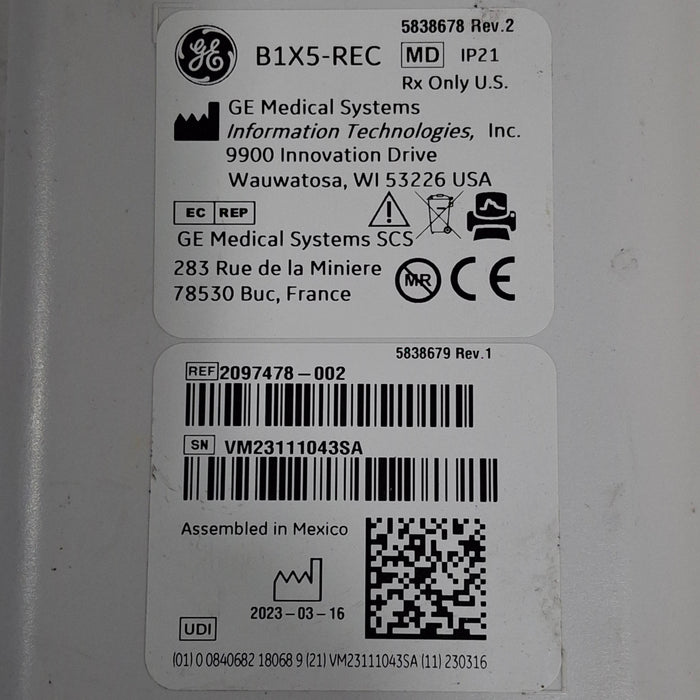 5838678 Rev.2
GE B1X5-REC MD IP21
Rx Only U.S.
GE Medical Systems
Information Technologies, Inc.
9900 Innovation Drive
Wauwatosa, WI 53226 USA
EC REP
GE Medical Systems SCS
283 Rue de la Miniere
78530 Buc, France
MR CE
5838679 Rev.1
REF 2097478-002
SN VM23111043SA
Assembled in Mexico
2023-03-16
UDI
(01) 0 0840682 18068 9 (21) VM23111043SA (11) 230316